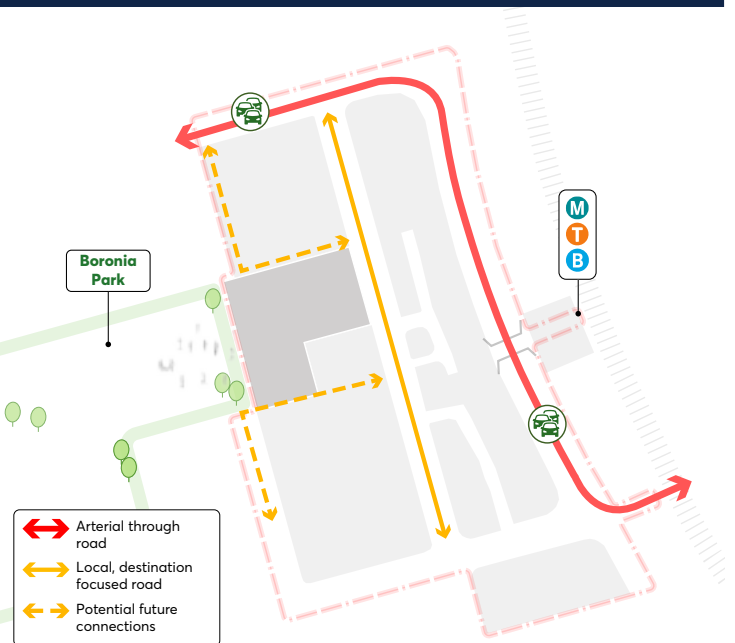 Boronia
Park
M
T
B
Arterial through
road
Local, destination
focused road
Potential future
connections